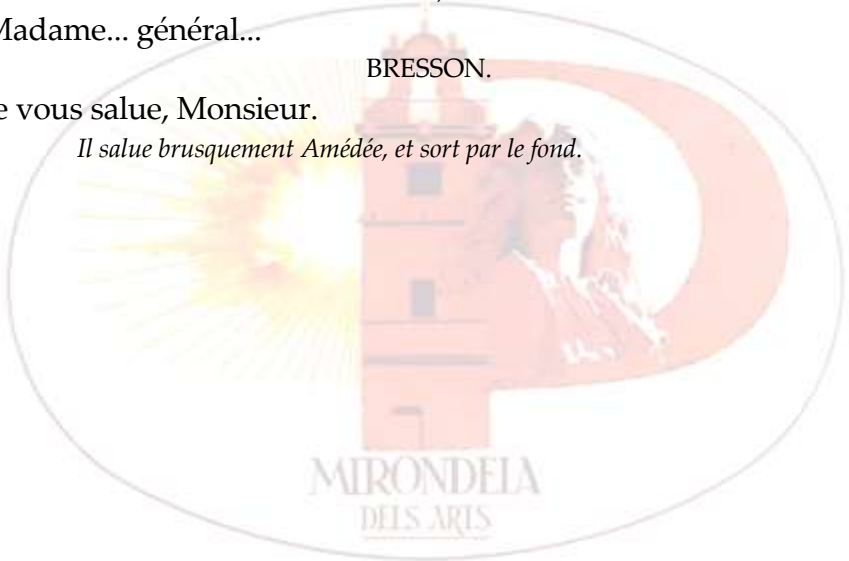 Madame... général...
BRESSON.
e vous salue, Monsieur.
Il salue brusquement Amédée, et sort par le fond.
MIRONDELA
DELS ARTS